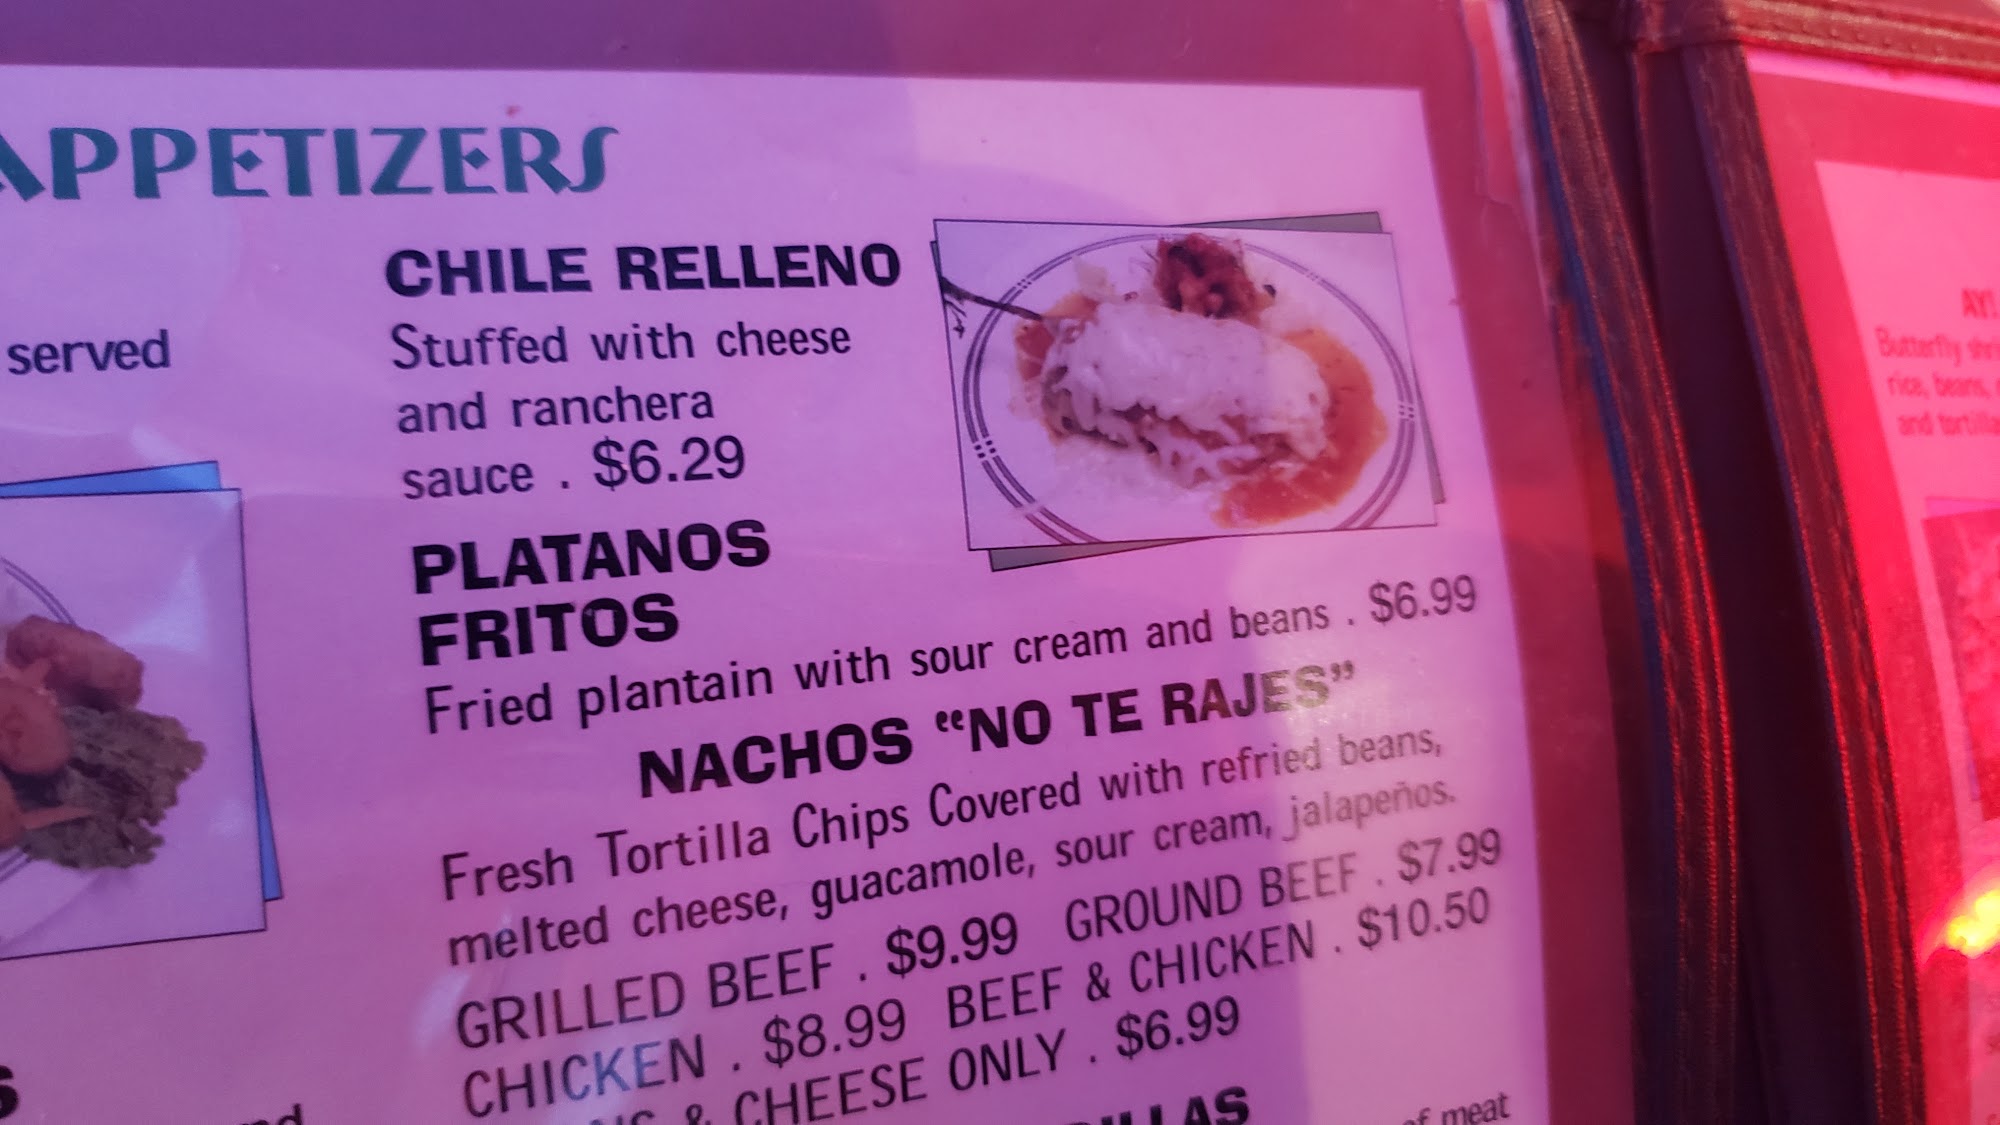 APPETIZERS
served
CHILE RELLENO
Stuffed with cheese
and ranchera
sauce . $6.29
PLATANOS
FRITOS
Fried plantain with sour cream and beans . $6.99
NACHOS “NO TE RAJES”
Fresh Tortilla Chips Covered with refried beans,
melted cheese, guacamole, sour cream, jalapeños.
GRILLED BEEF . $9.99 GROUND BEEF . $7.99
CHICKEN . $8.99 BEEF & CHICKEN . $10.50
& CHEESE ONLY . $6.99
of meat
AY!
Butterfly
rice, beans,
and